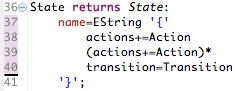 36 State returns State:
37 name=EString '{'
38 actions+=Action
39 (actions+=Action)*
40 transition=Transition
41 '}';